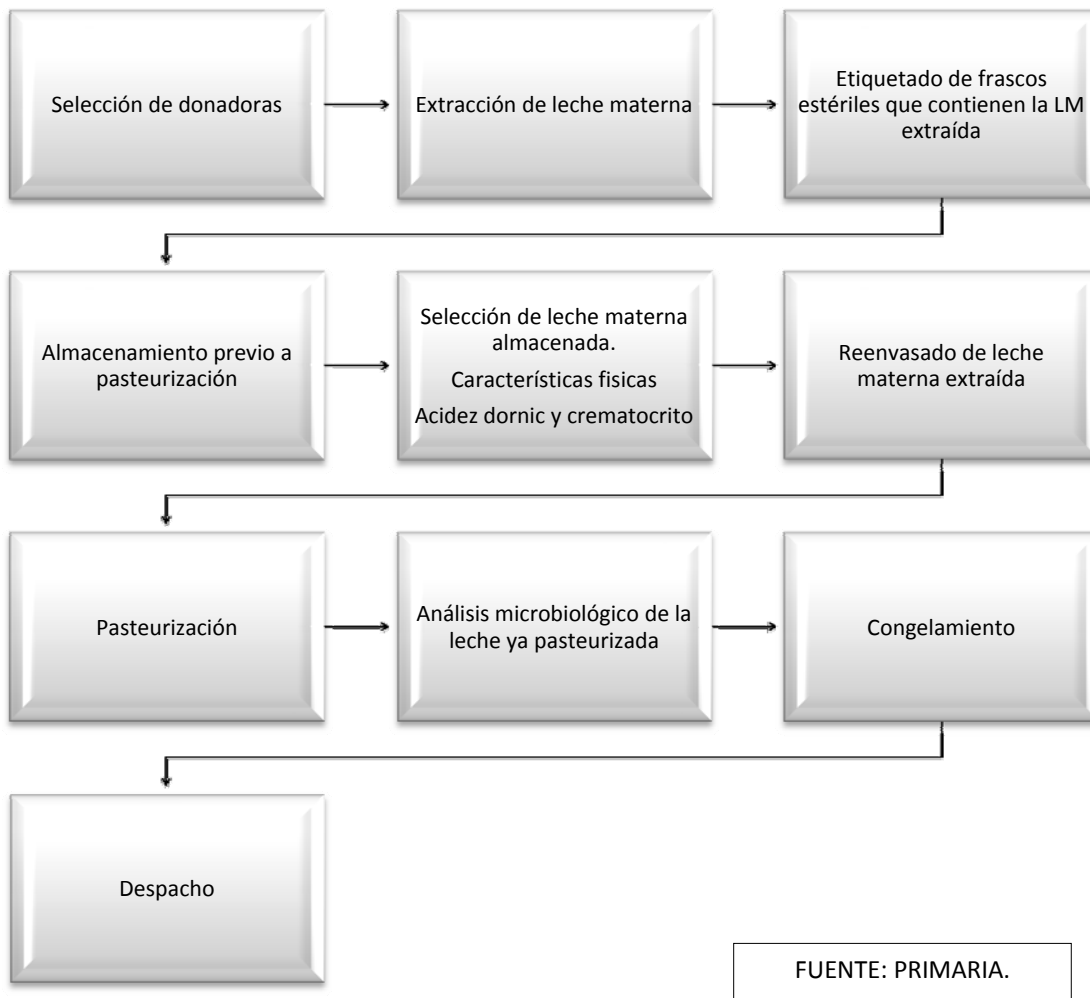 Selección de donadoras
Extracción de leche materna
Etiquetado de frascos
estériles que contienen la LM
extraída
Almacenamiento previo a
pasteurización
Selección de leche materna
almacenada.
Características fisicas
Acidez dornic y crematocrito
Reenvasado de leche
materna extraída
Pasteurización
Análisis microbiológico de la
leche ya pasteurizada
Congelamiento
Despacho
FUENTE: PRIMARIA.